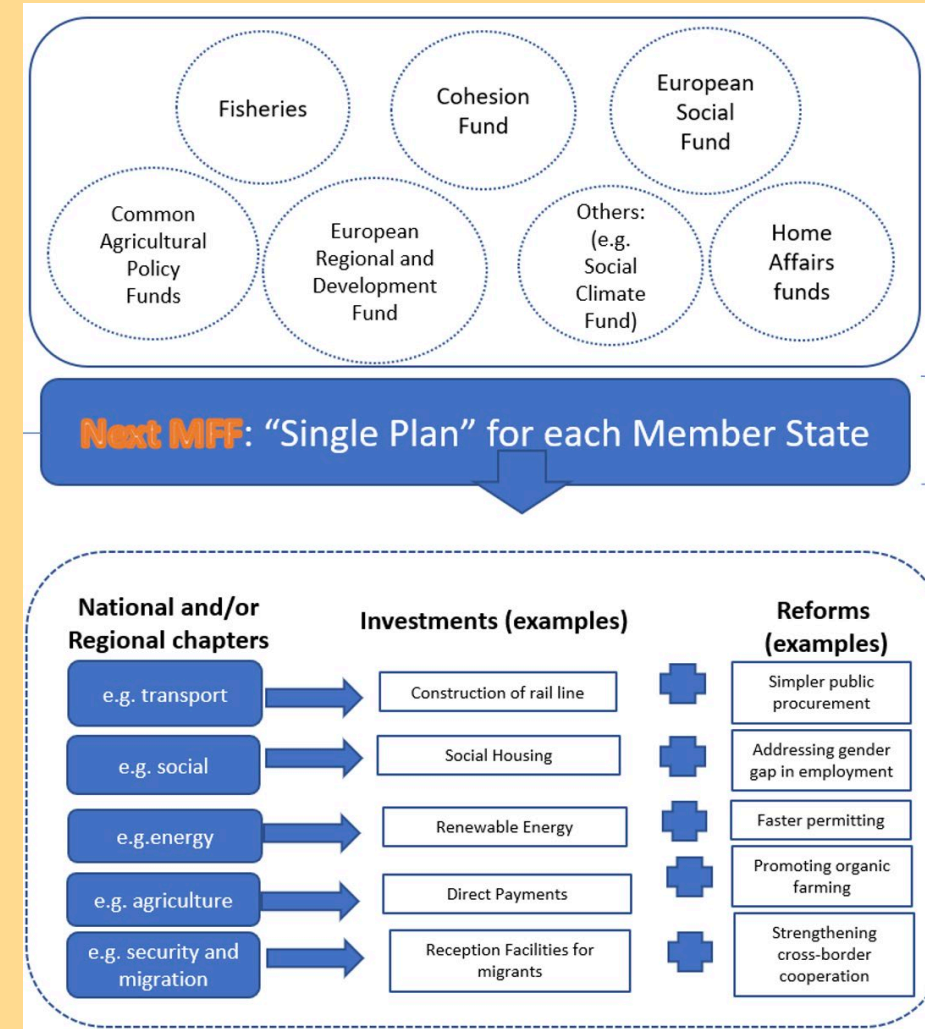 Fisheries
Cohesion
Fund
European
Social
Fund
Common
Agricultural
Policy
Funds
European
Regional and
Development
Fund
Others:
(e.g.
Social
Climate
Fund)
Home
Affairs
funds
Next MFF: “Single Plan” for each Member State
National and/or
Regional chapters
Investments (examples)
Reforms
(examples)
e.g. transport
Construction of rail line
Simpler public
procurement
e.g. social
Social Housing
Addressing gender
gap in employment
e.g.energy
Renewable Energy
Faster permitting
e.g. agriculture
Direct Payments
Promoting organic
farming
e.g. security and
migration
Reception Facilities for
migrants
Strengthening
cross-border
cooperation